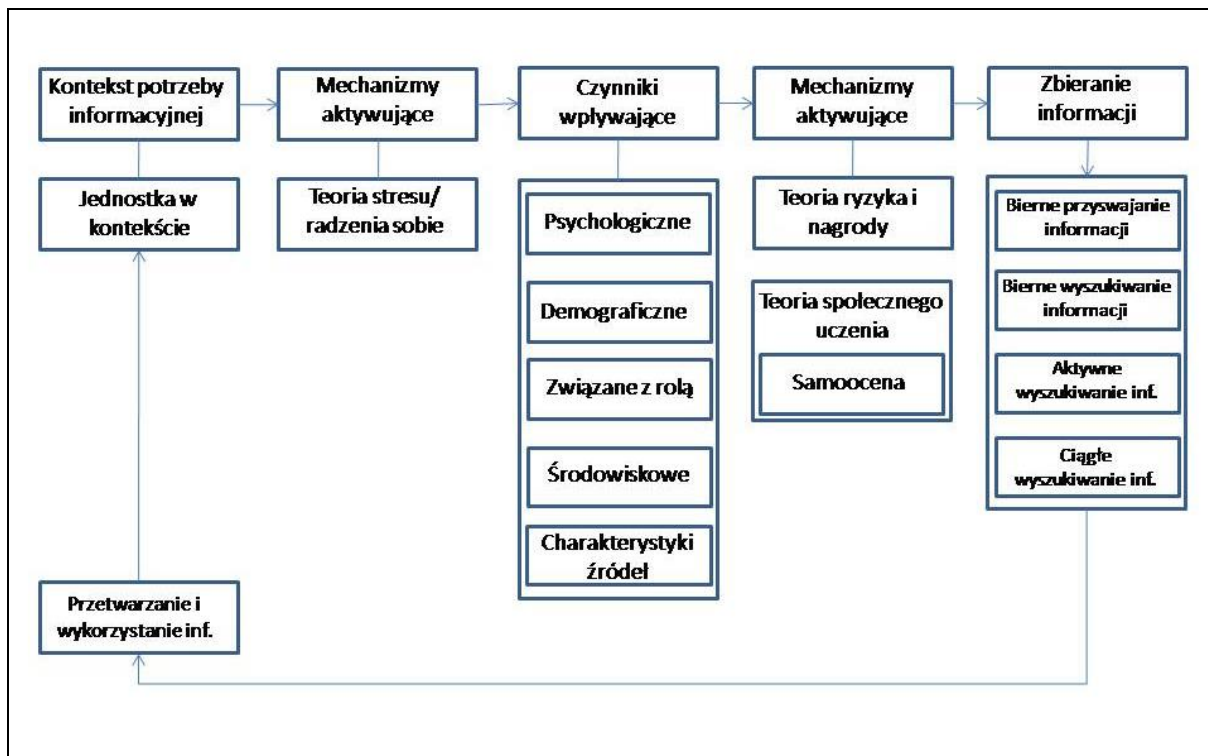 Kontekst potrzeby
informacyjnej
Mechanizmy
aktywujące
Czynniki
wpływające
Mechanizmy
aktywujące
Zbieranie
informacji
Jednostka w
kontekście
Teoria stresu/
radzenia sobie
Psychologiczne
Demograficzne
Związane z rolą
Środowiskowe
Charakterystyki
źródeł
Teoria ryzyka i
nagrody
Teoria społecznego
uczenia
Samoocena
Bierne przyswajanie
informacji
Bierne wyszukiwanie
informacji
Aktywne
wyszukiwanie inf.
Ciągłe
wyszukiwanie inf.
Przetwarzanie i
wykorzystanie inf.